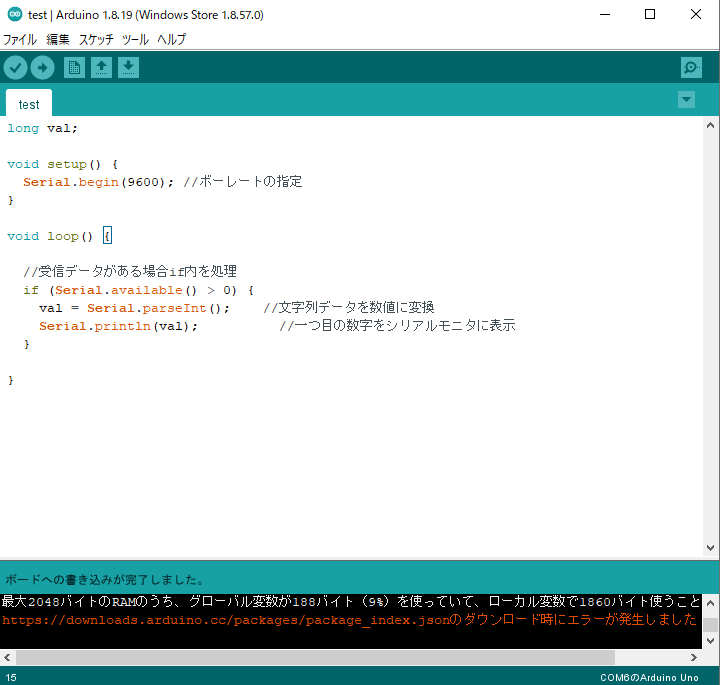 test | Arduino 1.8.19 (Windows Store 1.8.57.0)
ファイル 編集 スケッチ ツール ヘルプ
test
long val;
void setup() {
Serial.begin(9600); //ボーレートの指定
}
void loop() {
//受信データがある場合if内を処理
if (Serial.available() > 0) {
val = Serial.parseInt(); //文字列データを数値に変換
Serial.println(val); //一つ目の数字をシリアルモニタに表示
}
}
ボードへの書き込みが完了しました。
最大2048バイトのRAMのうち、グローバル変数が188バイト（9%）を使っていて、ローカル変数で1860バイト使うこと
https://downloads.arduino.cc/packages/package_index.jsonのダウンロード時にエラーが発生しました
15 COM6のArduino Uno